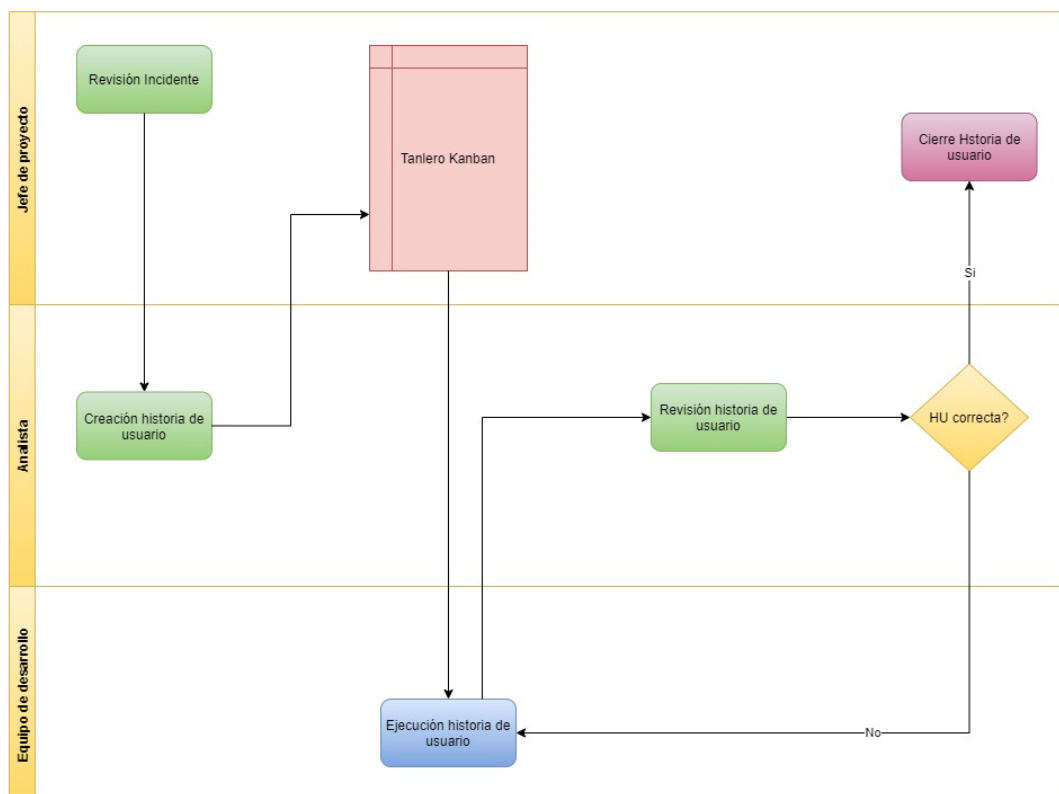 Jefe de proyecto
Revisión Incidente
Tanlero Kanban
Cierre Hstoria de
usuario
Si
Analista
Creación historia de
usuario
Revisión historia de
usuario
HU correcta?
Equipo de desarrollo
Ejecución historia de
usuario
No